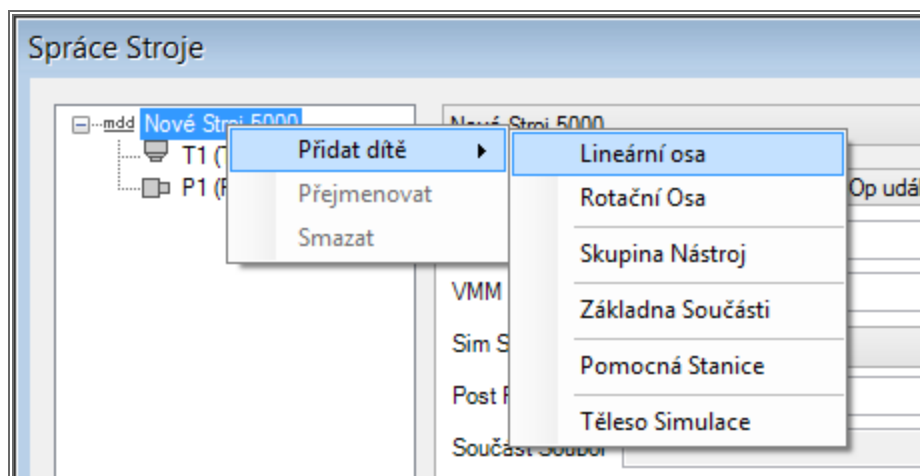 Spráce Stroje
mdd Nové Stroj 5000
Nové Stroj 5000
T1 (
P1 (
Přidat dítě
Přejmenovat
Smazat
Lineární osa
Rotační Osa
Skupina Nástroj
Základna Součásti
Pomocná Stanice
Těleso Simulace
Op udá
VMM
Sim S
Post
Součást Soubor